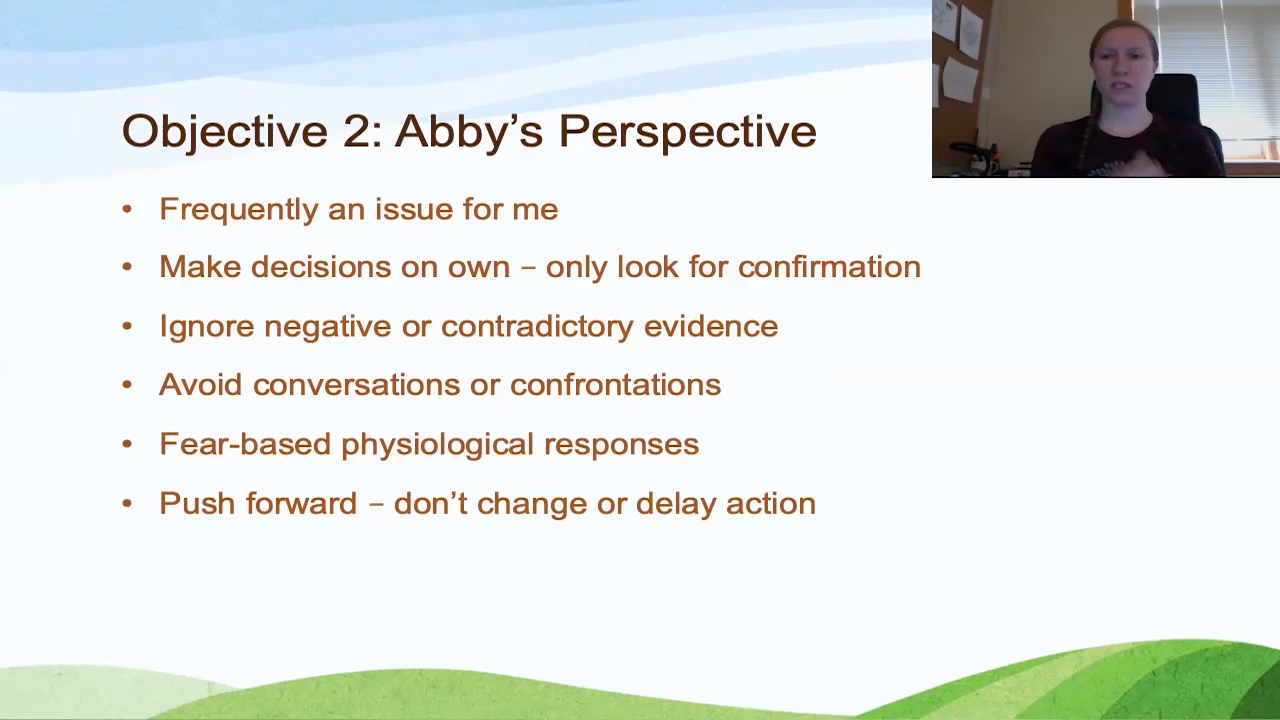 Objective 2: Abby’s Perspective
• Frequently an issue for me
• Make decisions on own – only look for confirmation
• Ignore negative or contradictory evidence
• Avoid conversations or confrontations
• Fear-based physiological responses
• Push forward – don’t change or delay action